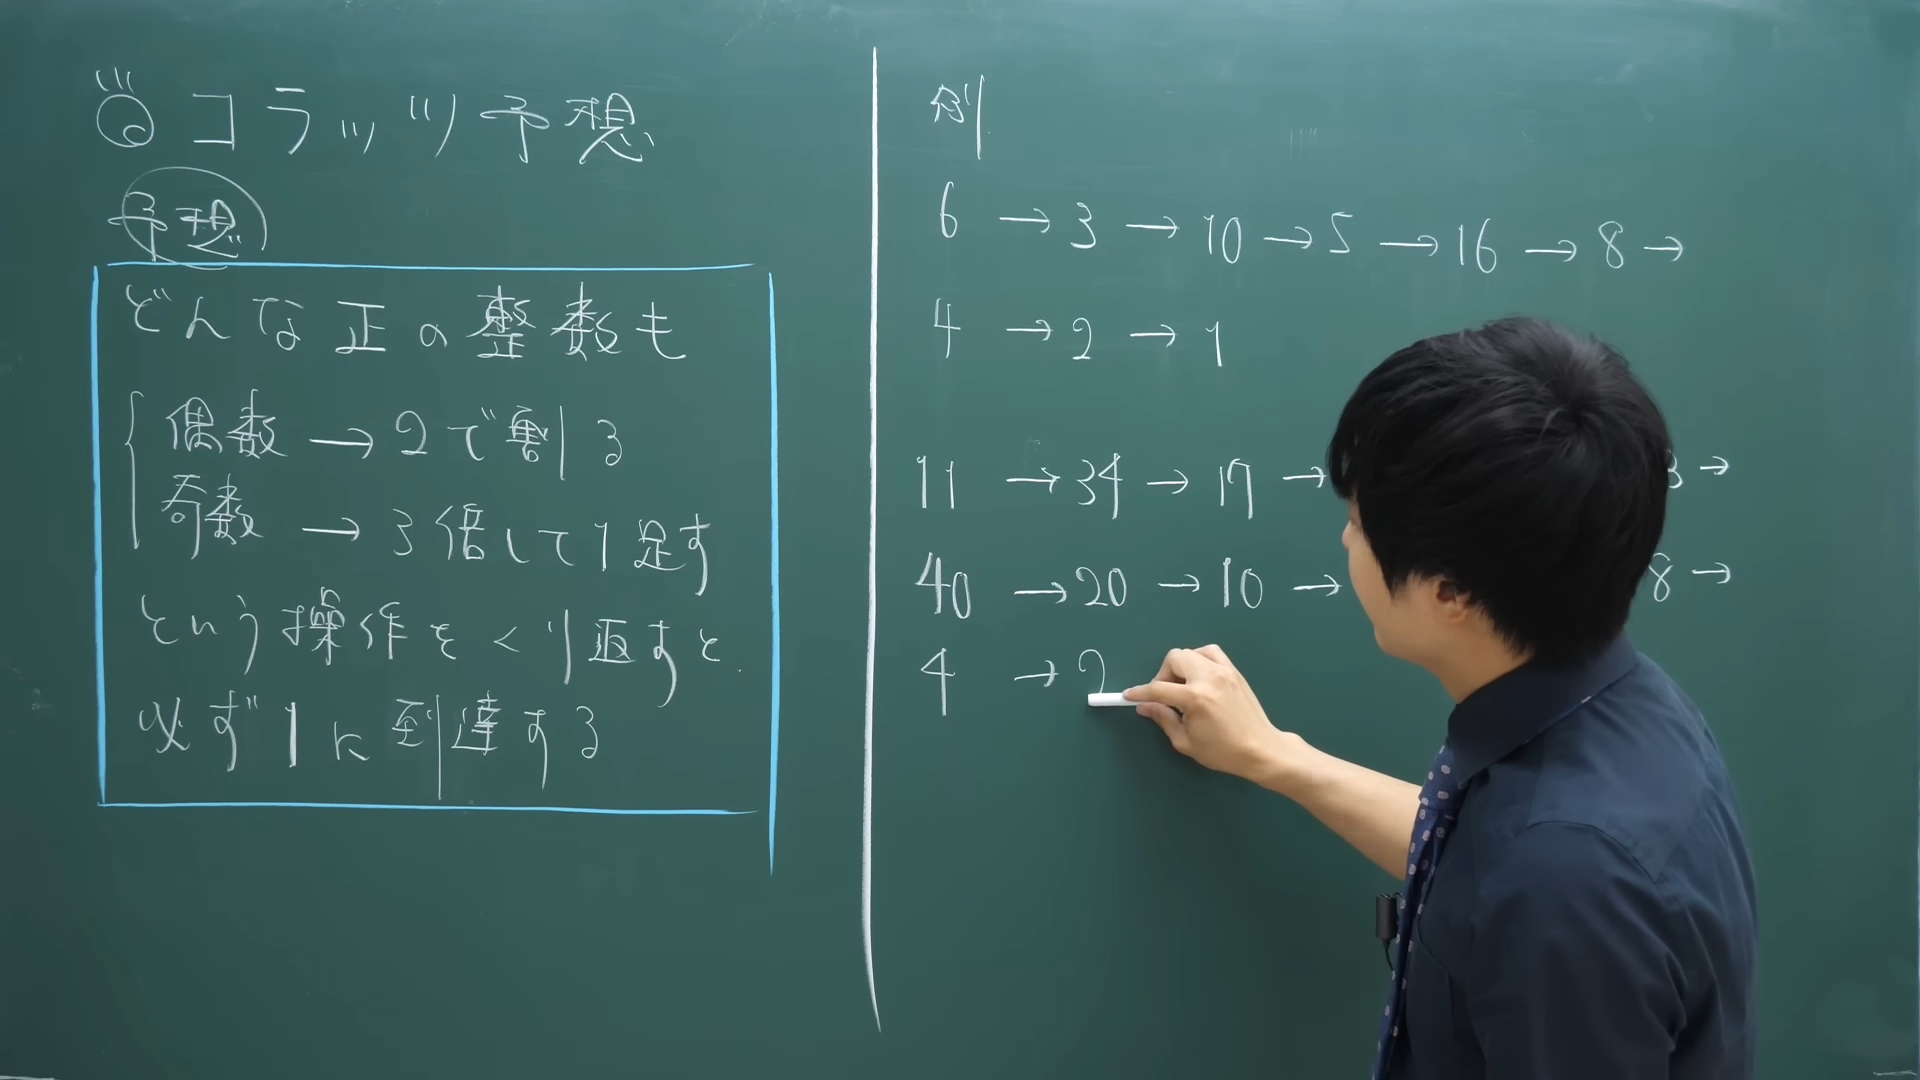 ◎コラッツ予想
予想
どんな正の整数も
偶数 → 2で割る
奇数 → 3倍して1足す
という操作をくり返すと
必ず1に到達する
例
6 → 3 → 10 → 5 → 16 → 8 →
4 → 2 → 1
11 → 34 → 17 → 3 →
40 → 20 → 10 → 8 →
4 → 2